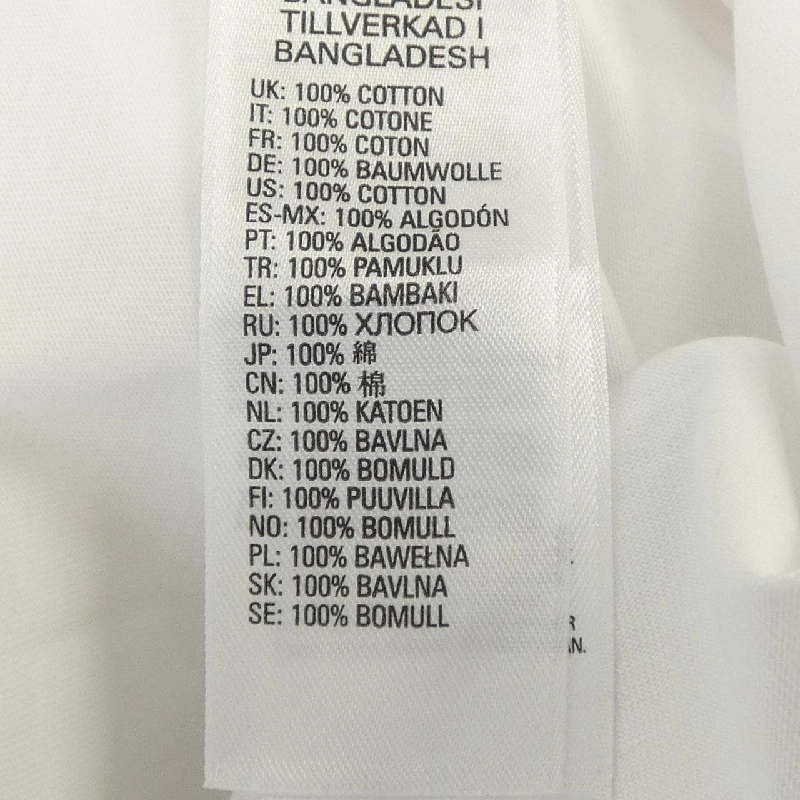 BANGLADEŞ
TILLVERKAD I
BANGLADESH
UK: 100% COTTON
IT: 100% COTONE
FR: 100% COTON
DE: 100% BAUMWOLLE
US: 100% COTTON
ES-MX: 100% ALGODÓN
PT: 100% ALGODÃO
TR: 100% PAMUKLU
EL: 100% BAMBAKI
RU: 100% ХЛОПОК
JP: 100% 綿
CN: 100% 棉
NL: 100% KATOEN
CZ: 100% BAVLNA
DK: 100% BOMULD
FI: 100% PUUVILLA
NO: 100% BOMULL
PL: 100% BAWEŁNA
SK: 100% BAVLNA
SE: 100% BOMULL